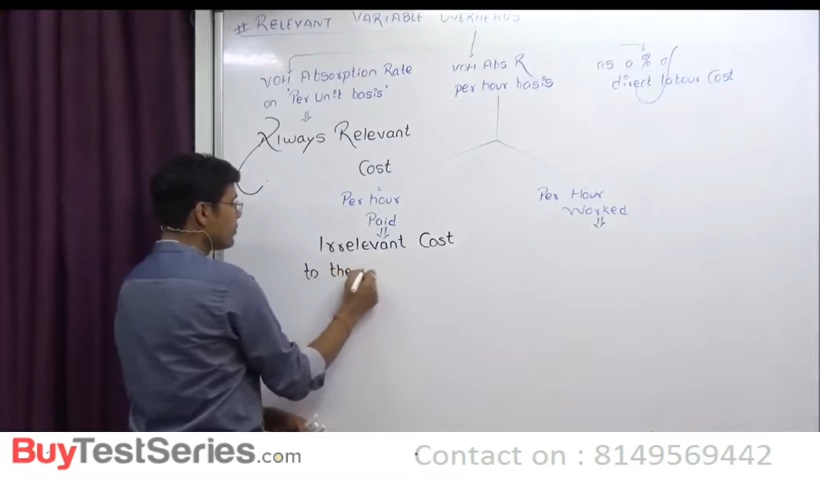 # RELEVANT VARIABLE OVERHEADS
VOH Absorption Rate
on 'Per Unit basis'
Always Relevant
Cost
VOH Abs R
per hour basis
as a % of
direct labour Cost
Per hour
Paid
Irrelevant Cost
to the
Per Hour
Worked
BuyTestSeries.com
Contact on : 8149569442